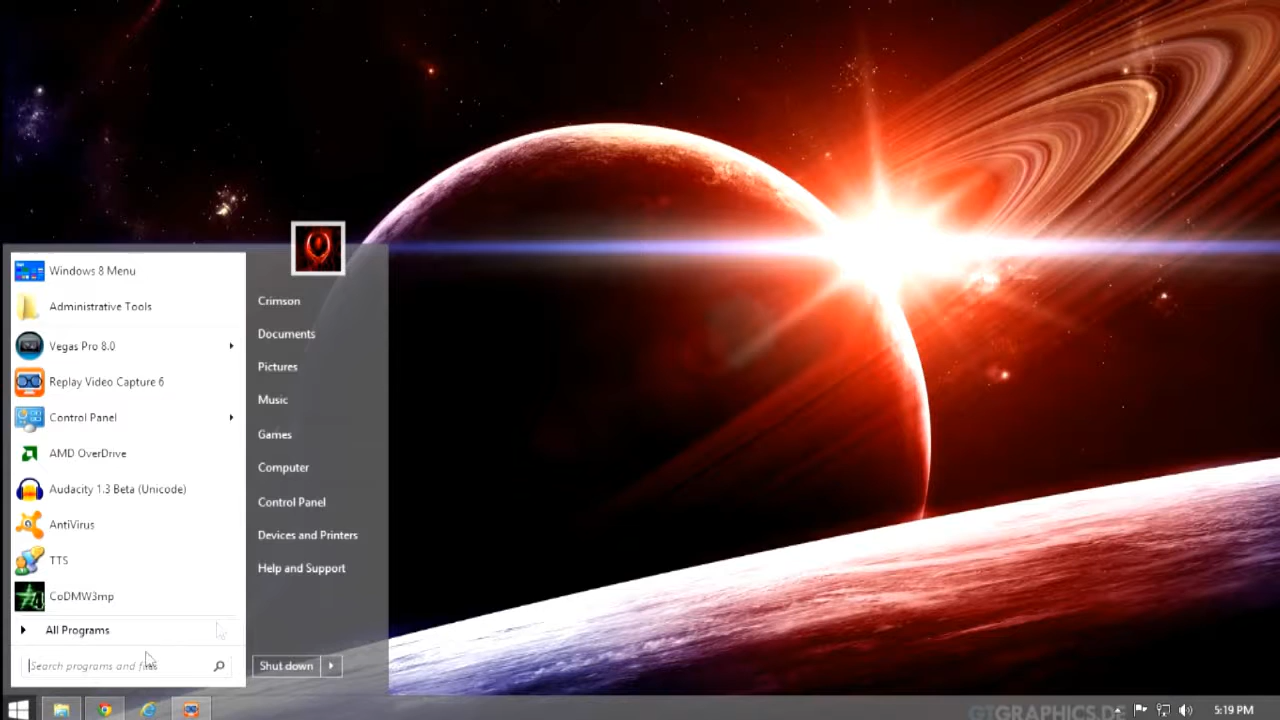 Windows 8 Menu
Administrative Tools
Vegas Pro 8.0
Replay Video Capture 6
Control Panel
AMD OverDrive
Audacity 1.3 Beta (Unicode)
AntiVirus
TTS
CoDMW3mp
All Programs
Search programs and files
Crimson
Documents
Pictures
Music
Games
Computer
Control Panel
Devices and Printers
Help and Support
Shut down
GTGRAPHICS.DE
5:19 PM